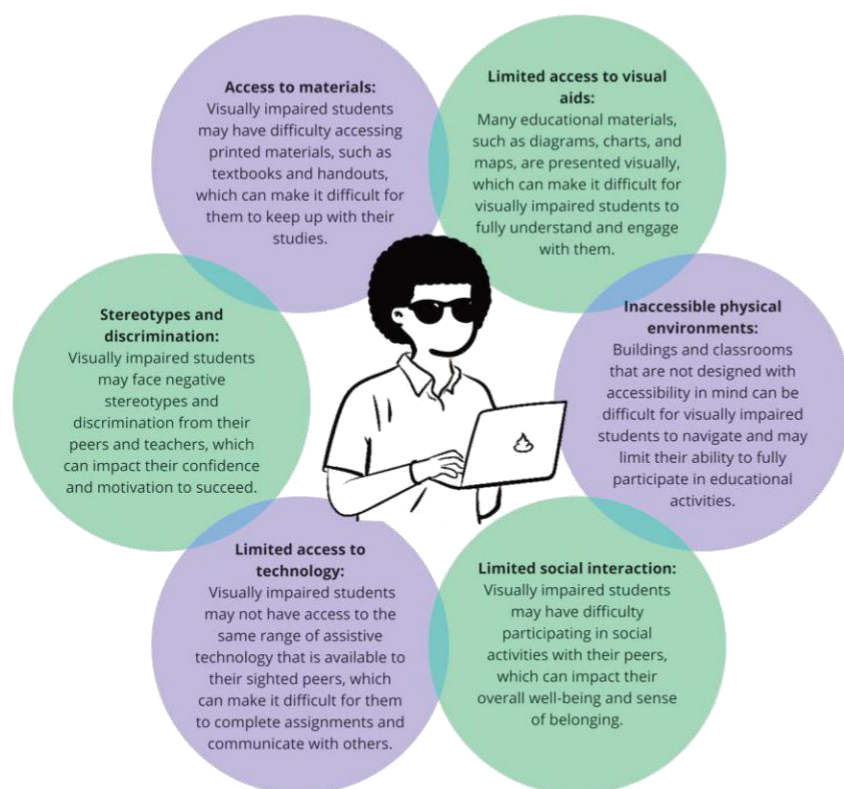 Access to materials:
Visually impaired students
may have difficulty accessing
printed materials, such as
textbooks and handouts,
which can make it difficult for
them to keep up with their
studies.
Limited access to visual
aids:
Many educational materials,
such as diagrams, charts, and
maps, are presented visually,
which can make it difficult for
visually impaired students to
fully understand and engage
with them.
Stereotypes and
discrimination:
Visually impaired students
may face negative
stereotypes and
discrimination from their
peers and teachers, which
can impact their confidence
and motivation to succeed.
Inaccessible physical
environments:
Buildings and classrooms
that are not designed with
accessibility in mind can be
difficult for visually impaired
students to navigate and may
limit their ability to fully
participate in educational
activities.
Limited access to
technology:
Visually impaired students
may not have access to the
same range of assistive
technology that is available to
their sighted peers, which
can make it difficult for them
to complete assignments and
communicate with others.
Limited social interaction:
Visually impaired students
may have difficulty
participating in social
activities with their peers,
which can impact their
overall well-being and sense
of belonging.